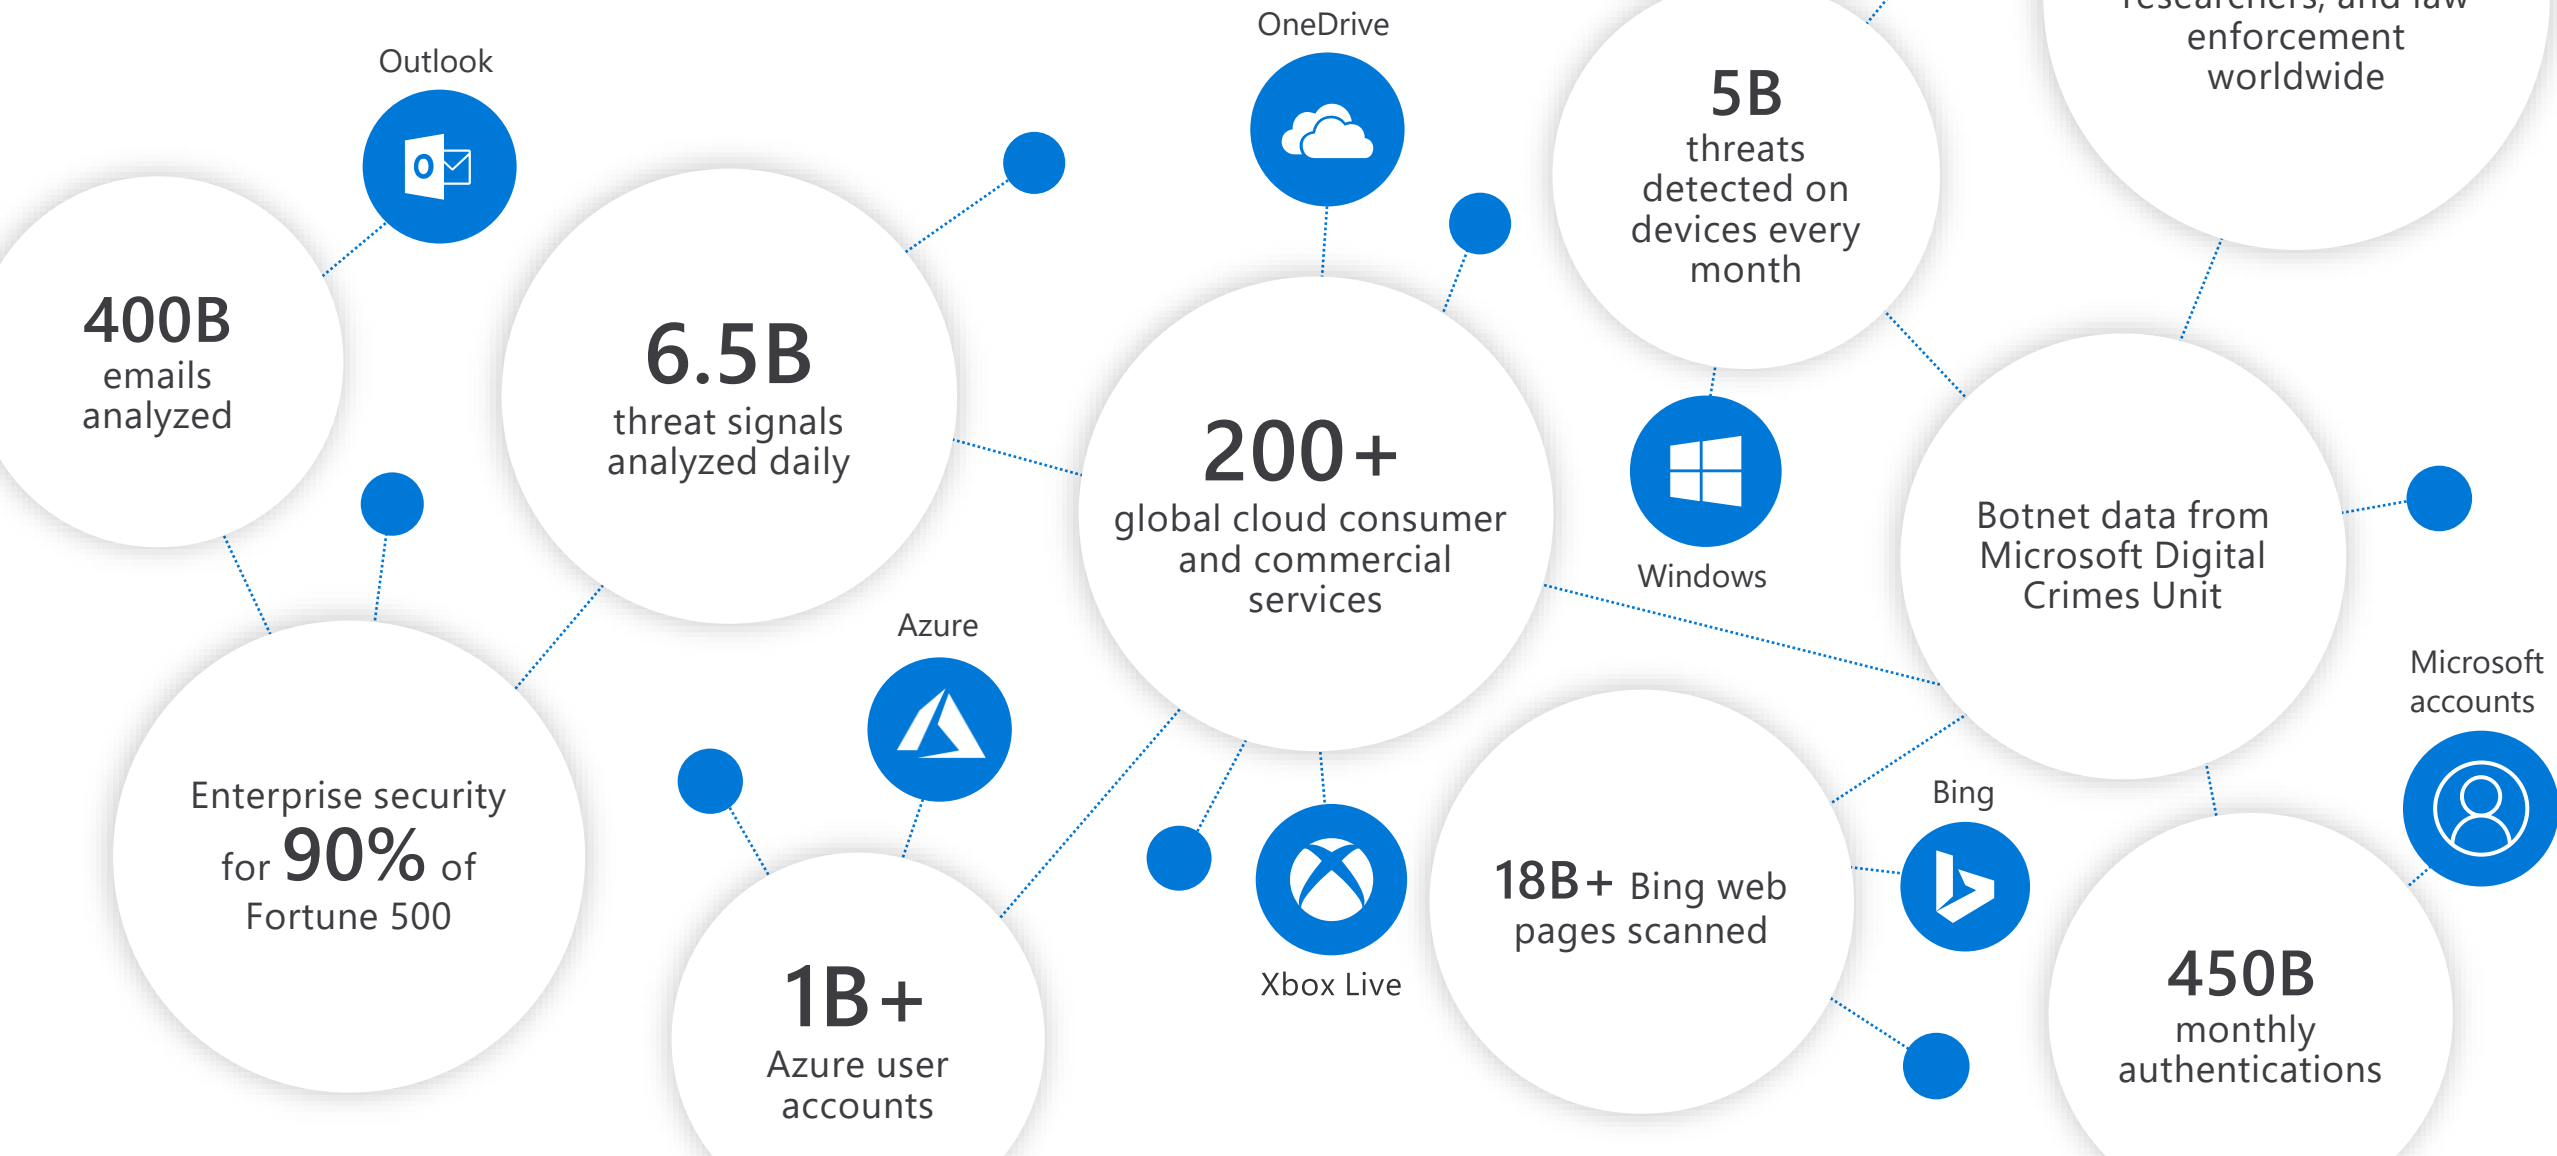 Outlook
400B
emails
analyzed
6.5B
threat signals
analyzed daily
Enterprise security
for 90% of
Fortune 500
Azure
1B+
Azure user
accounts
OneDrive
200+
global cloud consumer
and commercial
services
Xbox Live
5B
threats
detected on
devices every
month
Windows
18B+ Bing web
pages scanned
Bing
researchers, and law
enforcement
worldwide
Botnet data from
Microsoft Digital
Crimes Unit
Microsoft
accounts
450B
monthly
authentications